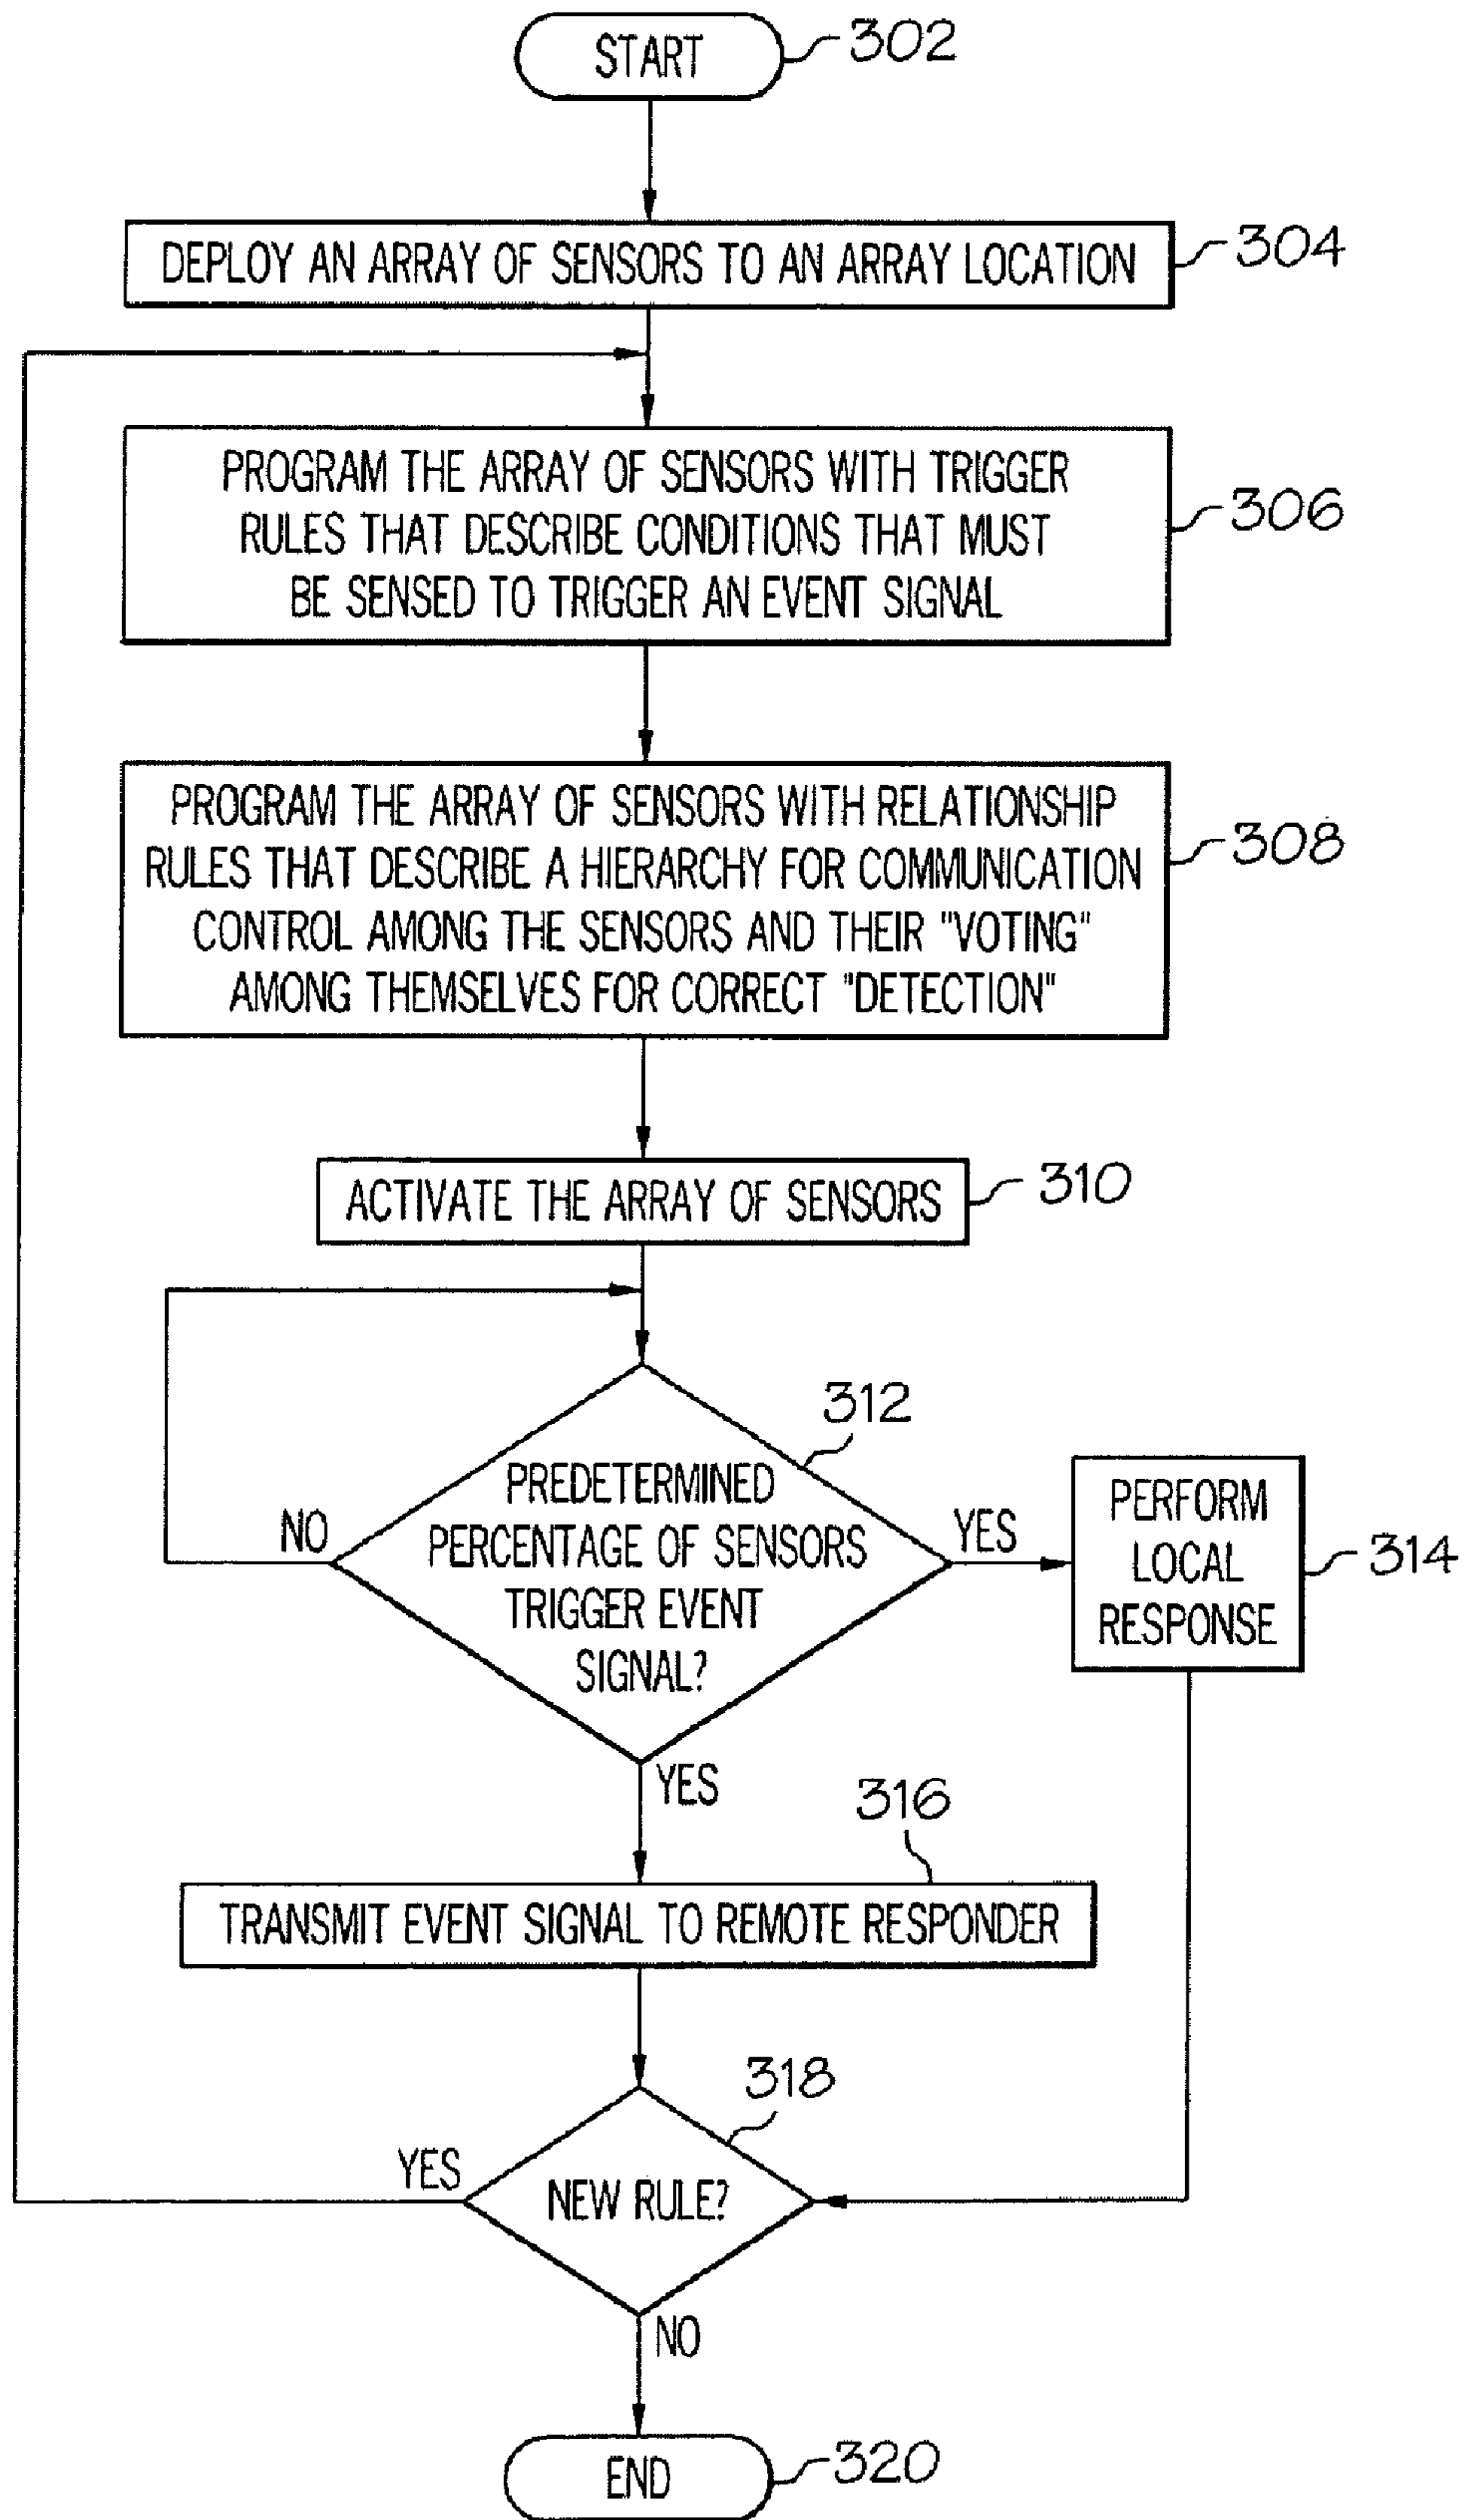 START
302
DEPLOY AN ARRAY OF SENSORS TO AN ARRAY LOCATION
304
PROGRAM THE ARRAY OF SENSORS WITH TRIGGER
RULES THAT DESCRIBE CONDITIONS THAT MUST
BE SENSED TO TRIGGER AN EVENT SIGNAL
306
PROGRAM THE ARRAY OF SENSORS WITH RELATIONSHIP
RULES THAT DESCRIBE A HIERARCHY FOR COMMUNICATION
CONTROL AMONG THE SENSORS AND THEIR "VOTING"
AMONG THEMSELVES FOR CORRECT "DETECTION"
308
ACTIVATE THE ARRAY OF SENSORS
310
312
PREDETERMINED
PERCENTAGE OF SENSORS
TRIGGER EVENT
SIGNAL?
NO
YES
PERFORM
LOCAL
RESPONSE
314
YES
316
TRANSMIT EVENT SIGNAL TO REMOTE RESPONDER
318
YES
NEW RULE?
NO
END
320